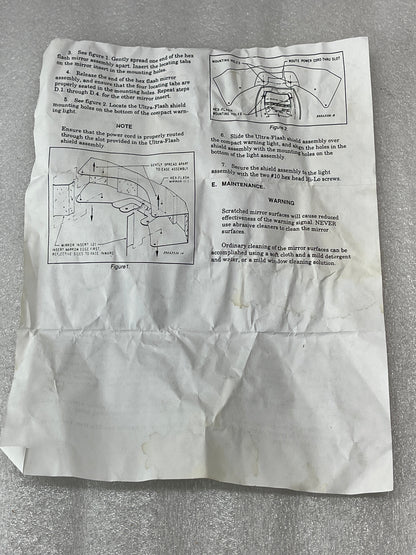 3. See figure 1. Gently spread one end of the hex
flash mirror assembly apart. Insert the locating tabs
on the mirror insert in the mounting holes.
4. Release the end of the hex flash mirror
assembly, and ensure that the four locating tabs are
properly seated in the mounting holes. Repeat steps
D.1. through D.4. for the other mirror insert.
5. See figure 2. Locate the Ultra-Flash shield
mounting holes on the bottom of the compact warn-
ing light.
NOTE
Ensure that the power cord is properly routed
through the slot provided in the Ultra-Flash
shield assembly.
GENTLY SPREAD APART
TO EASE ASSEMBLY
HEX-FLASH
MIRROR INSERT (2)
INSERT NARROW EDGE FIRST,
REFLECTIVE SIDES TO FACE INWARD
Figure 1.
MOUNTING HOLES
ROUTE POWER CORD THRU SLOT
HEX-FLASH
MOUNTING HOLES
Figure 2.
6. Slide the Ultra-Flash shield assembly over
the compact warning light, and align the holes in the
shield assembly with the mounting holes on the
bottom of the light assembly.
7. Secure the shield assembly to the light
assembly with the two #10 hex head Hi-Lo screws.
E. MAINTENANCE.
WARNING
Scratched mirror surfaces will cause reduced
effectiveness of the warning signal. NEVER
use abrasive cleaners to clean the mirror
surfaces.
Ordinary cleaning of the mirror surfaces can be
accomplished using a soft cloth and a mild detergent
and water, or a mild window cleaning solution.